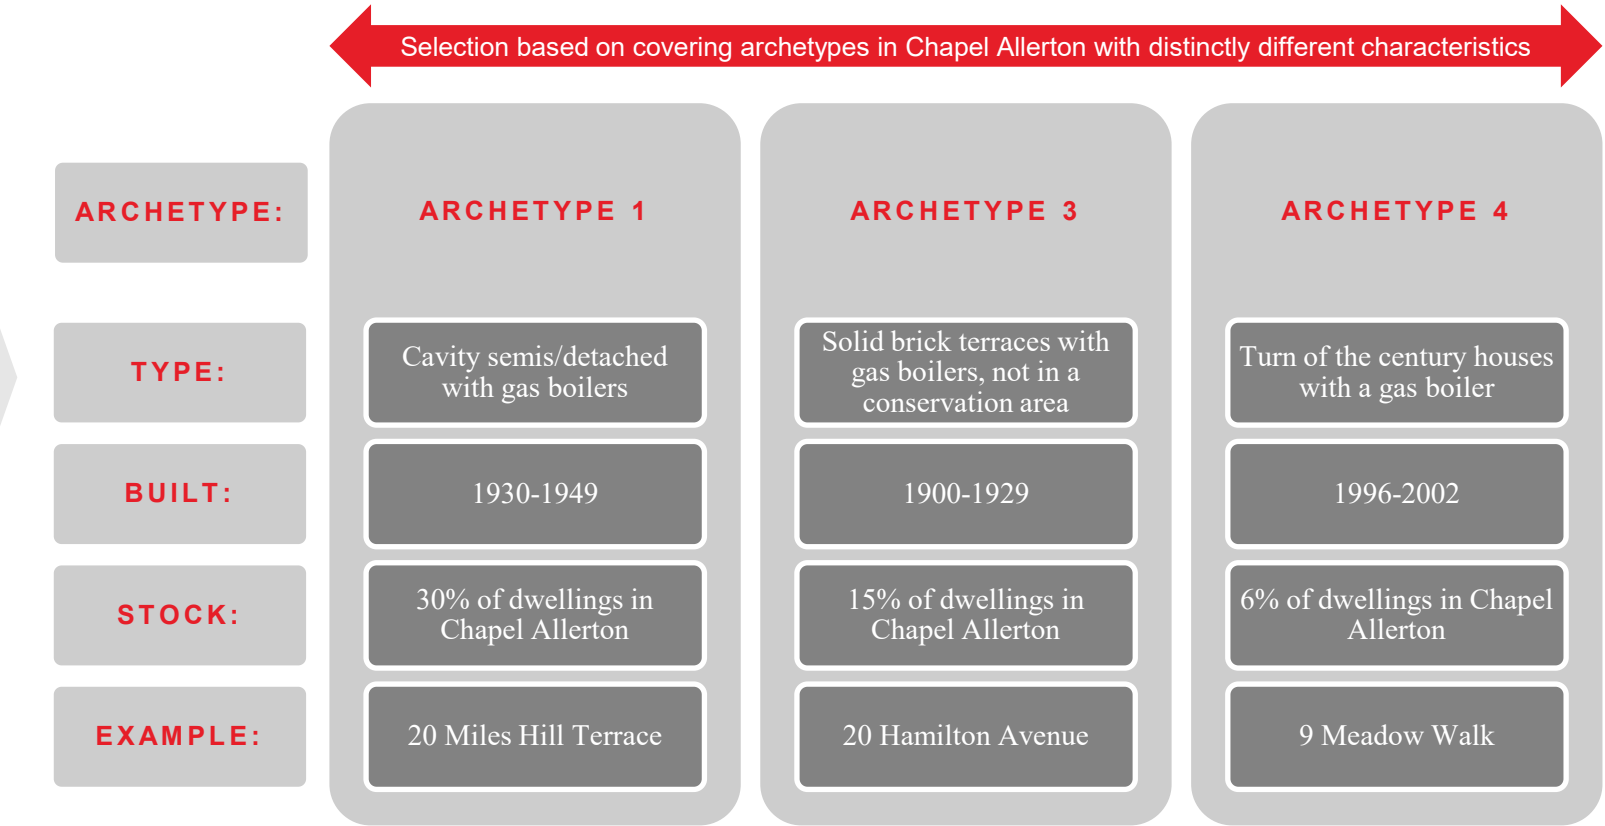 Selection based on covering archetypes in Chapel Allerton with distinctly different characteristics
ARCHETYPE:
ARCHETYPE 1
ARCHETYPE 3
ARCHETYPE 4
TYPE:
Cavity semis/detached
with gas boilers
Solid brick terraces with
gas boilers, not in a
conservation area
Turn of the century houses
with a gas boiler
BUILT:
1930-1949
1900-1929
1996-2002
STOCK:
30% of dwellings in
Chapel Allerton
15% of dwellings in
Chapel Allerton
6% of dwellings in Chapel
Allerton
EXAMPLE:
20 Miles Hill Terrace
20 Hamilton Avenue
9 Meadow Walk